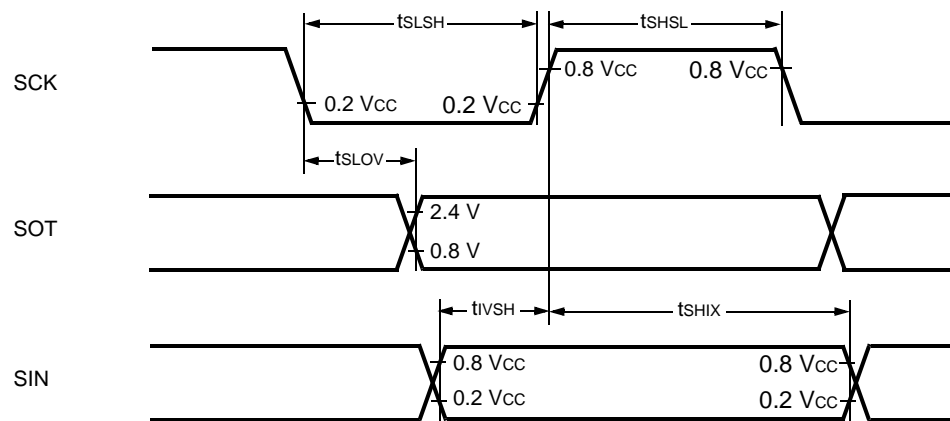 tSLSH tSHSL
SCK 0.8 VCC 0.8 VCC
0.2 VCC 0.2 VCC
tSLOV
SOT 2.4 V
0.8 V
tIVSH tSHIX
SIN 0.8 VCC 0.8 VCC
0.2 VCC 0.2 VCC